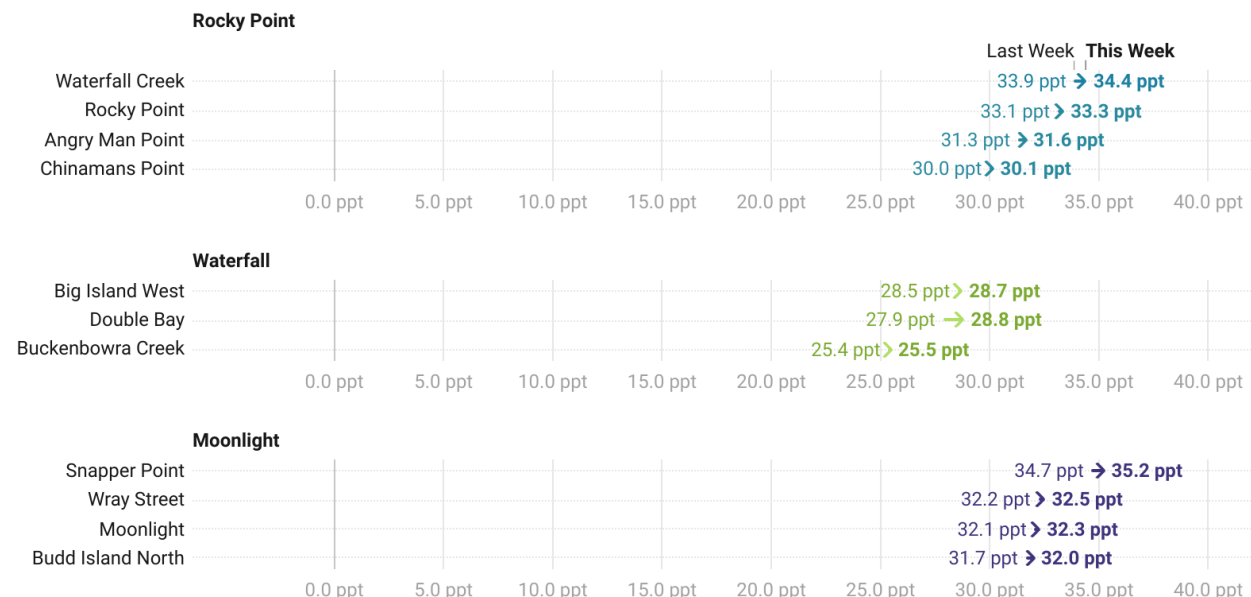 Rocky Point
Last Week This Week
Waterfall Creek 33.9 ppt 34.4 ppt
Rocky Point 33.1 ppt 33.3 ppt
Angry Man Point 31.3 ppt 31.6 ppt
Chinamans Point 30.0 ppt 30.1 ppt
0.0 ppt 5.0 ppt 10.0 ppt 15.0 ppt 20.0 ppt 25.0 ppt 30.0 ppt 35.0 ppt 40.0 ppt
Waterfall
Big Island West 28.5 ppt 28.7 ppt
Double Bay 27.9 ppt 28.8 ppt
Buckenbowra Creek 25.4 ppt 25.5 ppt
0.0 ppt 5.0 ppt 10.0 ppt 15.0 ppt 20.0 ppt 25.0 ppt 30.0 ppt 35.0 ppt 40.0 ppt
Moonlight
Snapper Point 34.7 ppt 35.2 ppt
Wray Street 32.2 ppt 32.5 ppt
Moonlight 32.1 ppt 32.3 ppt
Budd Island North 31.7 ppt 32.0 ppt
0.0 ppt 5.0 ppt 10.0 ppt 15.0 ppt 20.0 ppt 25.0 ppt 30.0 ppt 35.0 ppt 40.0 ppt